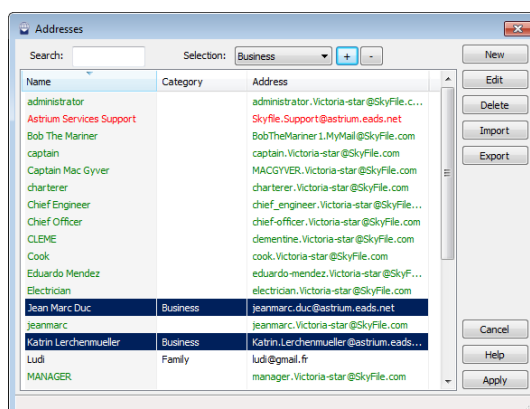 Addresses
Search: Selection: Business + - New
Name Category Address Edit
administrator administrator.Victoria-star@SkyFile.c...
Astrium Services Support Skyfile.Support@astrium.eads.net Delete
Bob The Mariner BobTheMariner1.MyMail@SkyFile.com Import
captain captain.Victoria-star@SkyFile.com Export
Captain Mac Gyver MACGYVER.Victoria-star@SkyFile.com
charterer charterer.Victoria-star@SkyFile.com
Chief Engineer chief_engineer.Victoria-star@SkyFile...
Chief Officer chief-officer.Victoria-star@SkyFile.com
CLEME clementine.Victoria-star@SkyFile.com
Cook cook.Victoria-star@SkyFile.com
Eduardo Mendez eduardo-mendez.Victoria-star@SkyF...
Electrician electrician.Victoria-star@SkyFile.com
Jean Marc Duc Business jeanmarc.duc@astrium.eads.net
jeanmarc jeanmarc.Victoria-star@SkyFile.com Cancel
Katrin Lerchenmueller Business Katrin.Lerchenmueller@astrium.eads...
Ludi Family ludi@gmail.fr Help
MANAGER manager.Victoria-star@SkyFile.com Apply